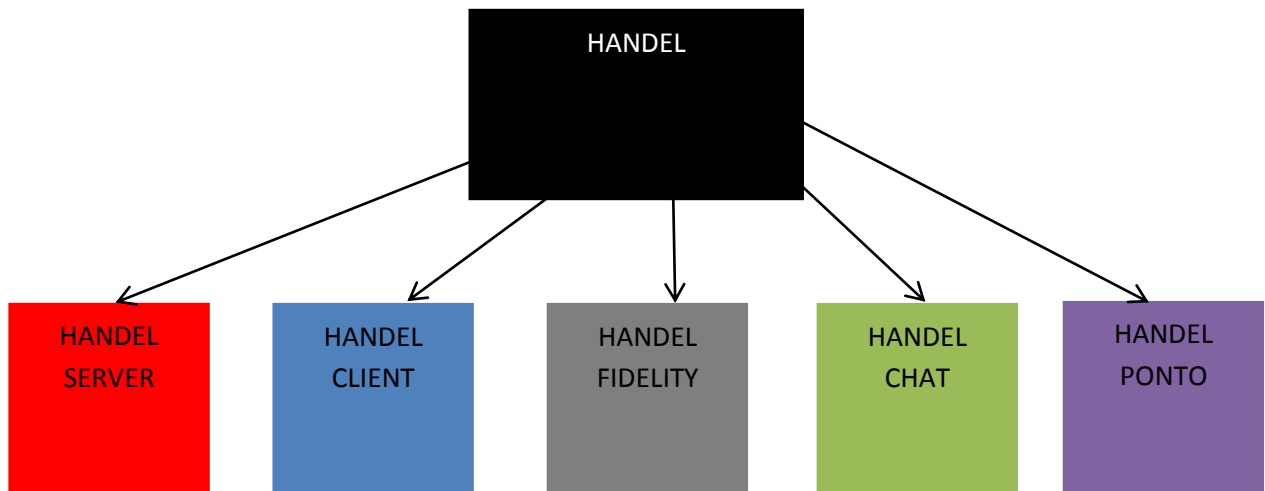 HANDEL
HANDEL
SERVER
HANDEL
CLIENT
HANDEL
FIDELITY
HANDEL
CHAT
HANDEL
PONTO